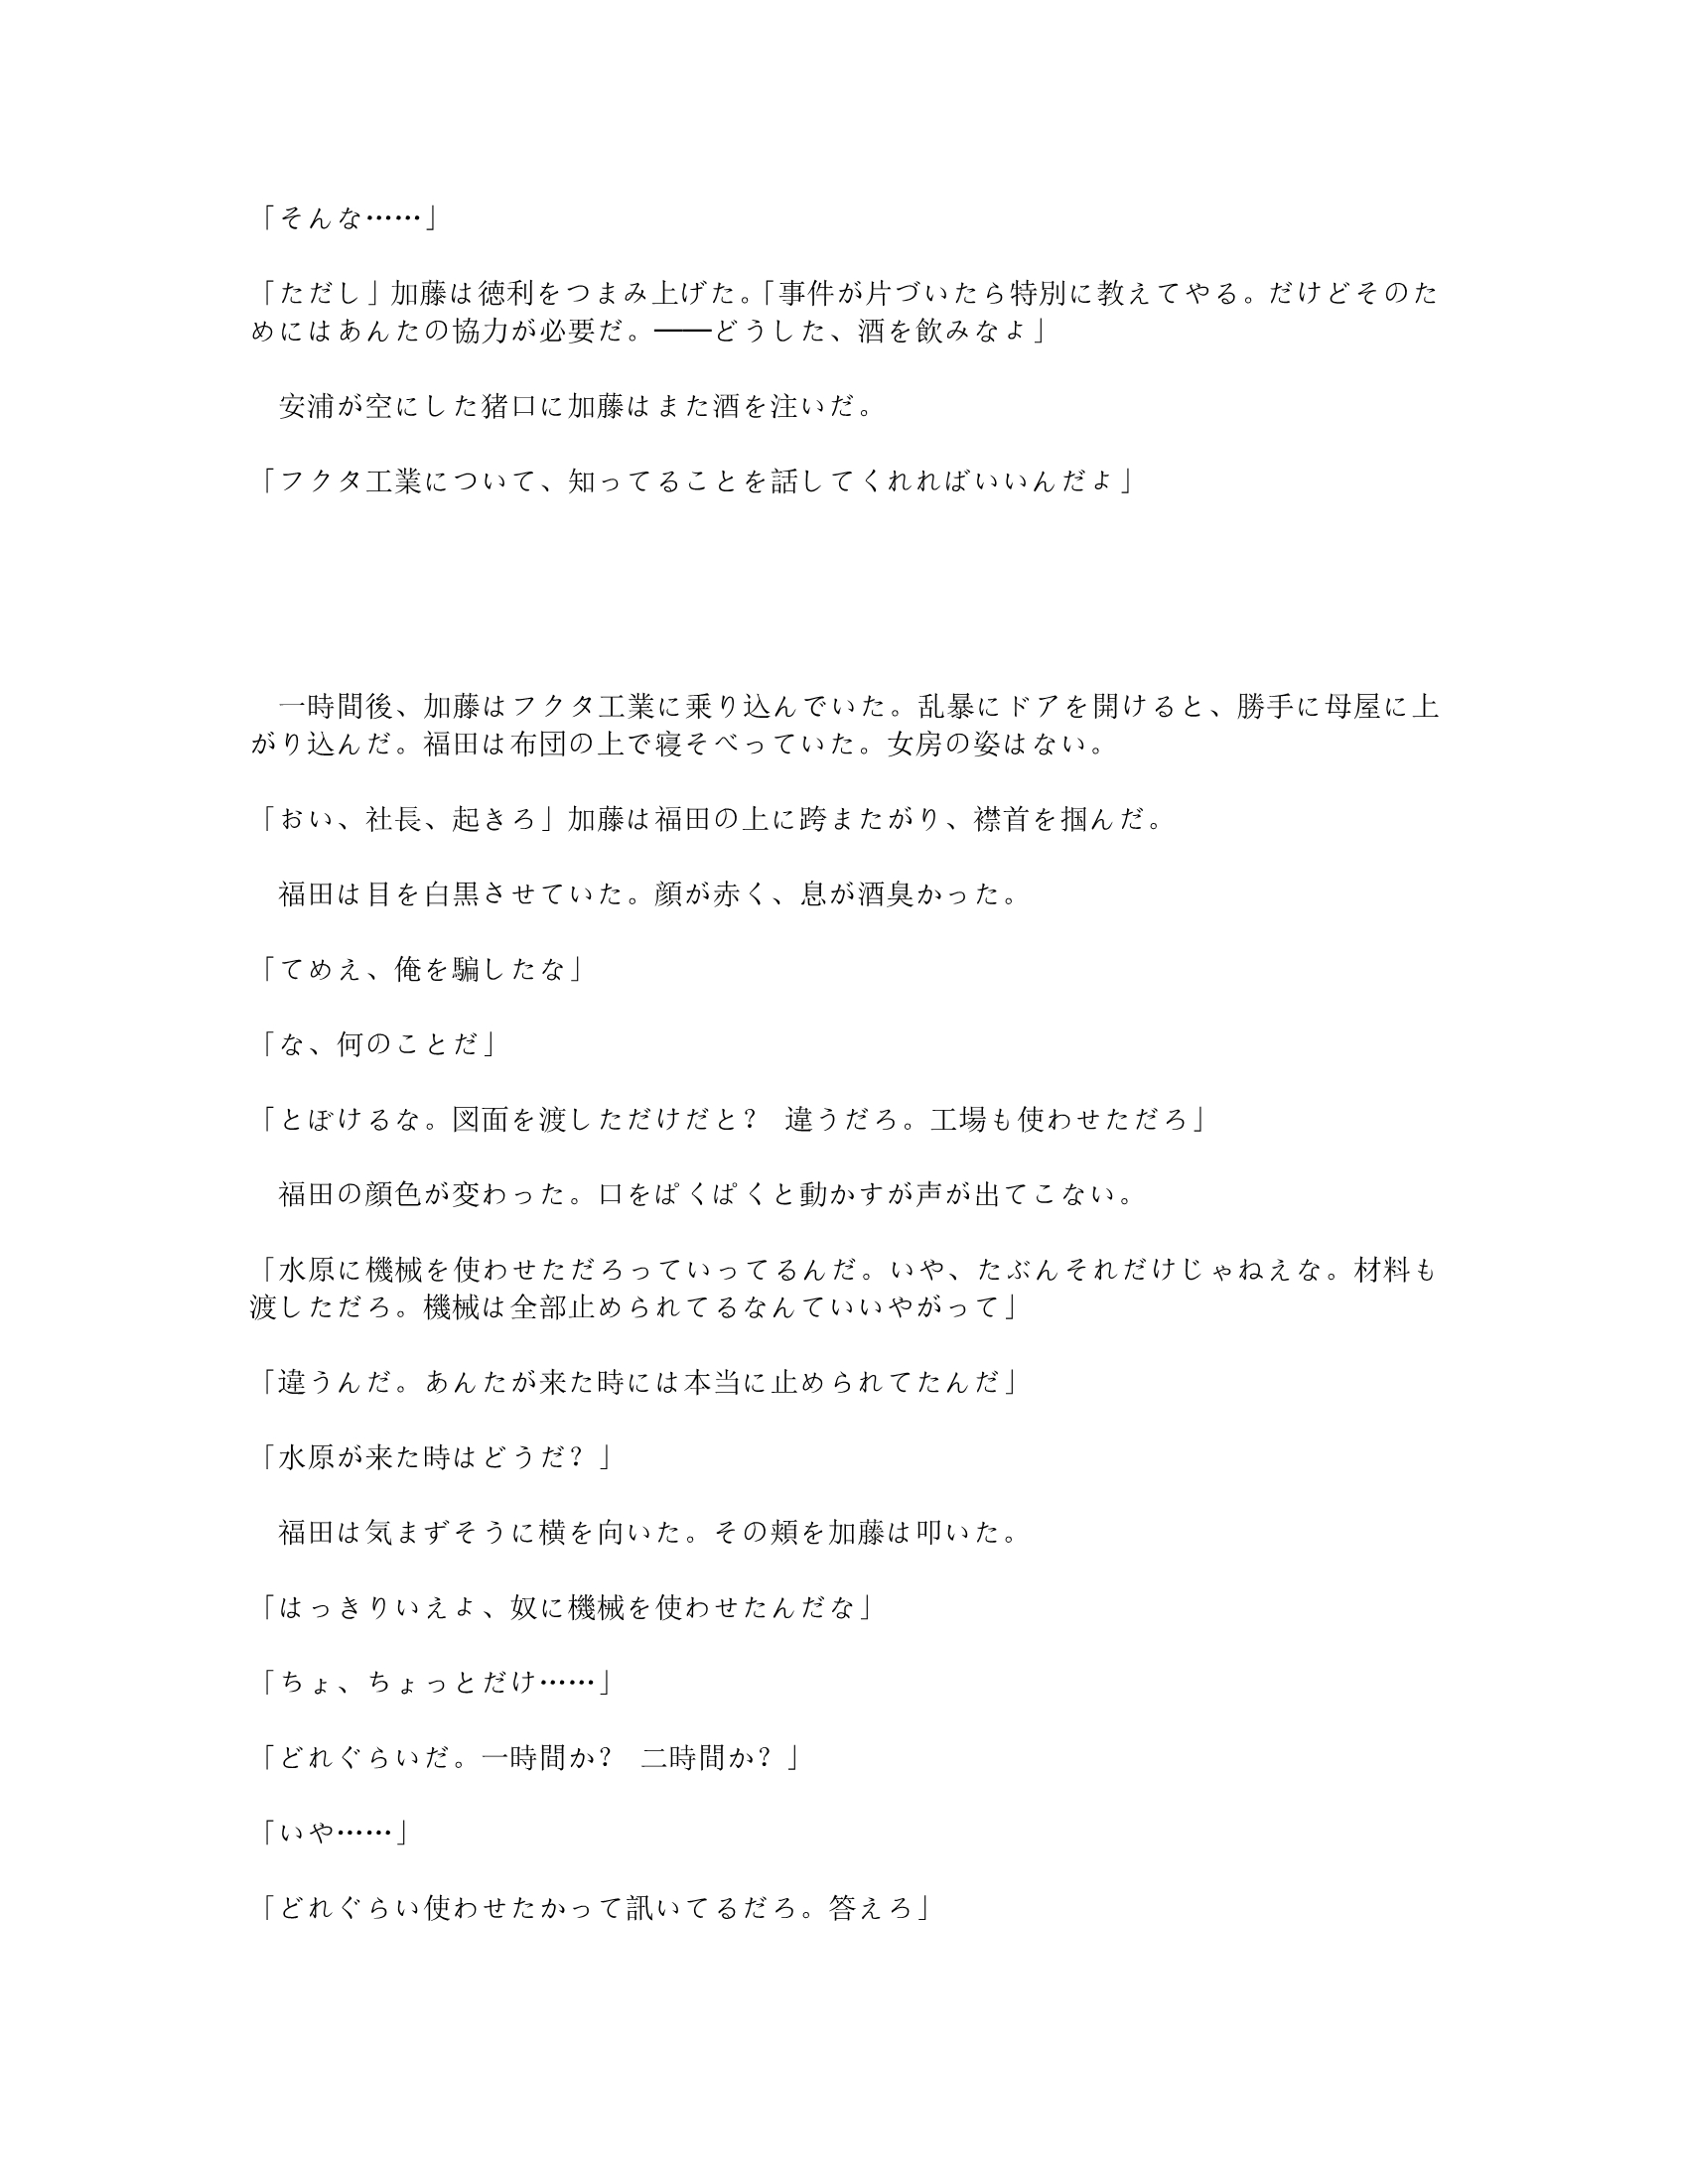 「そんな……」
「ただし」加藤は徳利をつまみ上げた。「事件が片づいたら特別に教えてやる。だけどそのた
めにはあんたの協力が必要だ。――どうした、酒を飲みなよ」
　安浦が空にした猪口に加藤はまた酒を注いだ。
「フクタ工業について、知ってることを話してくれればいいんだよ」
　一時間後、加藤はフクタ工業に乗り込んでいた。乱暴にドアを開けると、勝手に母屋に上
がり込んだ。福田は布団の上で寝そべっていた。女房の姿はない。
「おい、社長、起きろ」加藤は福田の上に跨またがり、襟首を掴んだ。
　福田は目を白黒させていた。顔が赤く、息が酒臭かった。
「てめえ、俺を騙したな」
「な、何のことだ」
「とぼけるな。図面を渡しただけだと？　違うだろ。工場も使わせただろ」
　福田の顔色が変わった。口をぱくぱくと動かすが声が出てこない。
「水原に機械を使わせただろっていってるんだ。いや、たぶんそれだけじゃねえな。材料も
渡しただろ。機械は全部止められてるなんていいやがって」
「違うんだ。あんたが来た時には本当に止められてたんだ」
「水原が来た時はどうだ？」
　福田は気まずそうに横を向いた。その頬を加藤は叩いた。
「はっきりいえよ、奴に機械を使わせたんだな」
「ちょ、ちょっとだけ……」
「どれぐらいだ。一時間か？　二時間か？」
「いや……」
「どれぐらい使わせたかって訊いてるだろ。答えろ」